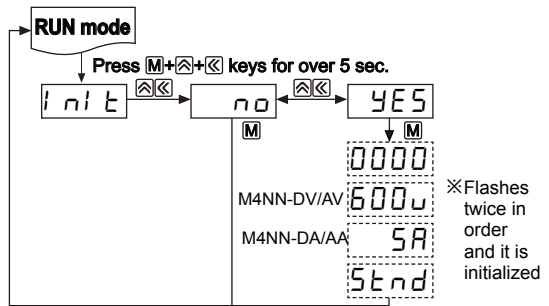 RUN mode
Press M+︽+≪ keys for over 5 sec.
︽≪
︽≪
InIt
no
YES
M
M
0000
M4NN-DV/AV 600v
M4NN-DA/AA 5A
Stnd
※Flashes
twice in
order
and it is
initialized